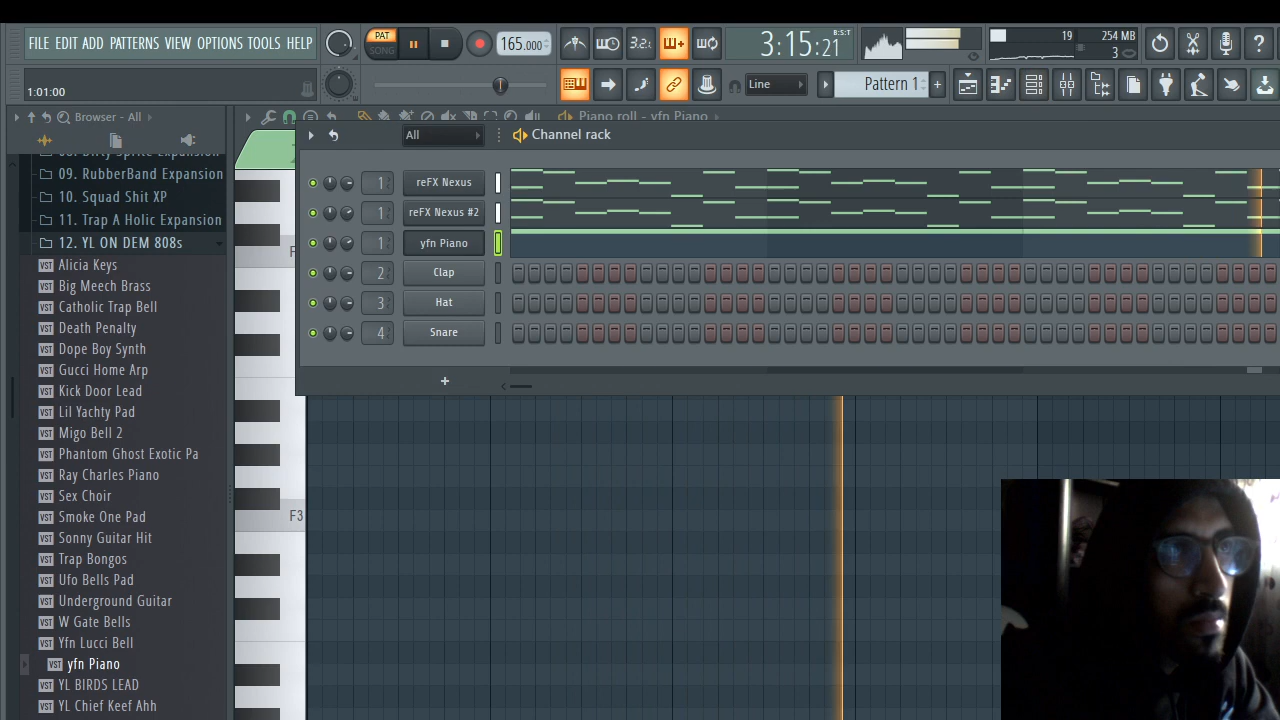 FILE EDIT ADD PATTERNS VIEW OPTIONS TOOLS HELP
PAT
SONG
165.000
3.2.
3:15:21
B:S:T
19
254 MB
3
1:01:00
Line
Pattern 1
+
Browser - All
Piano roll - yfn Piano
All
Channel rack
09. RubberBand Expansion
10. Squad Shit XP
11. Trap A Holic Expansion
12. YL ON DEM 808s
Alicia Keys
Big Meech Brass
Catholic Trap Bell
Death Penalty
Dope Boy Synth
Gucci Home Arp
Kick Door Lead
Lil Yachty Pad
Migo Bell 2
Phantom Ghost Exotic Pa
Ray Charles Piano
Sex Choir
Smoke One Pad
Sonny Guitar Hit
Trap Bongos
Ufo Bells Pad
Underground Guitar
W Gate Bells
Yfn Lucci Bell
yfn Piano
YL BIRDS LEAD
YL Chief Keef Ahh
1 reFX Nexus
1 reFX Nexus #2
1 yfn Piano
2 Clap
3 Hat
4 Snare
+
F3